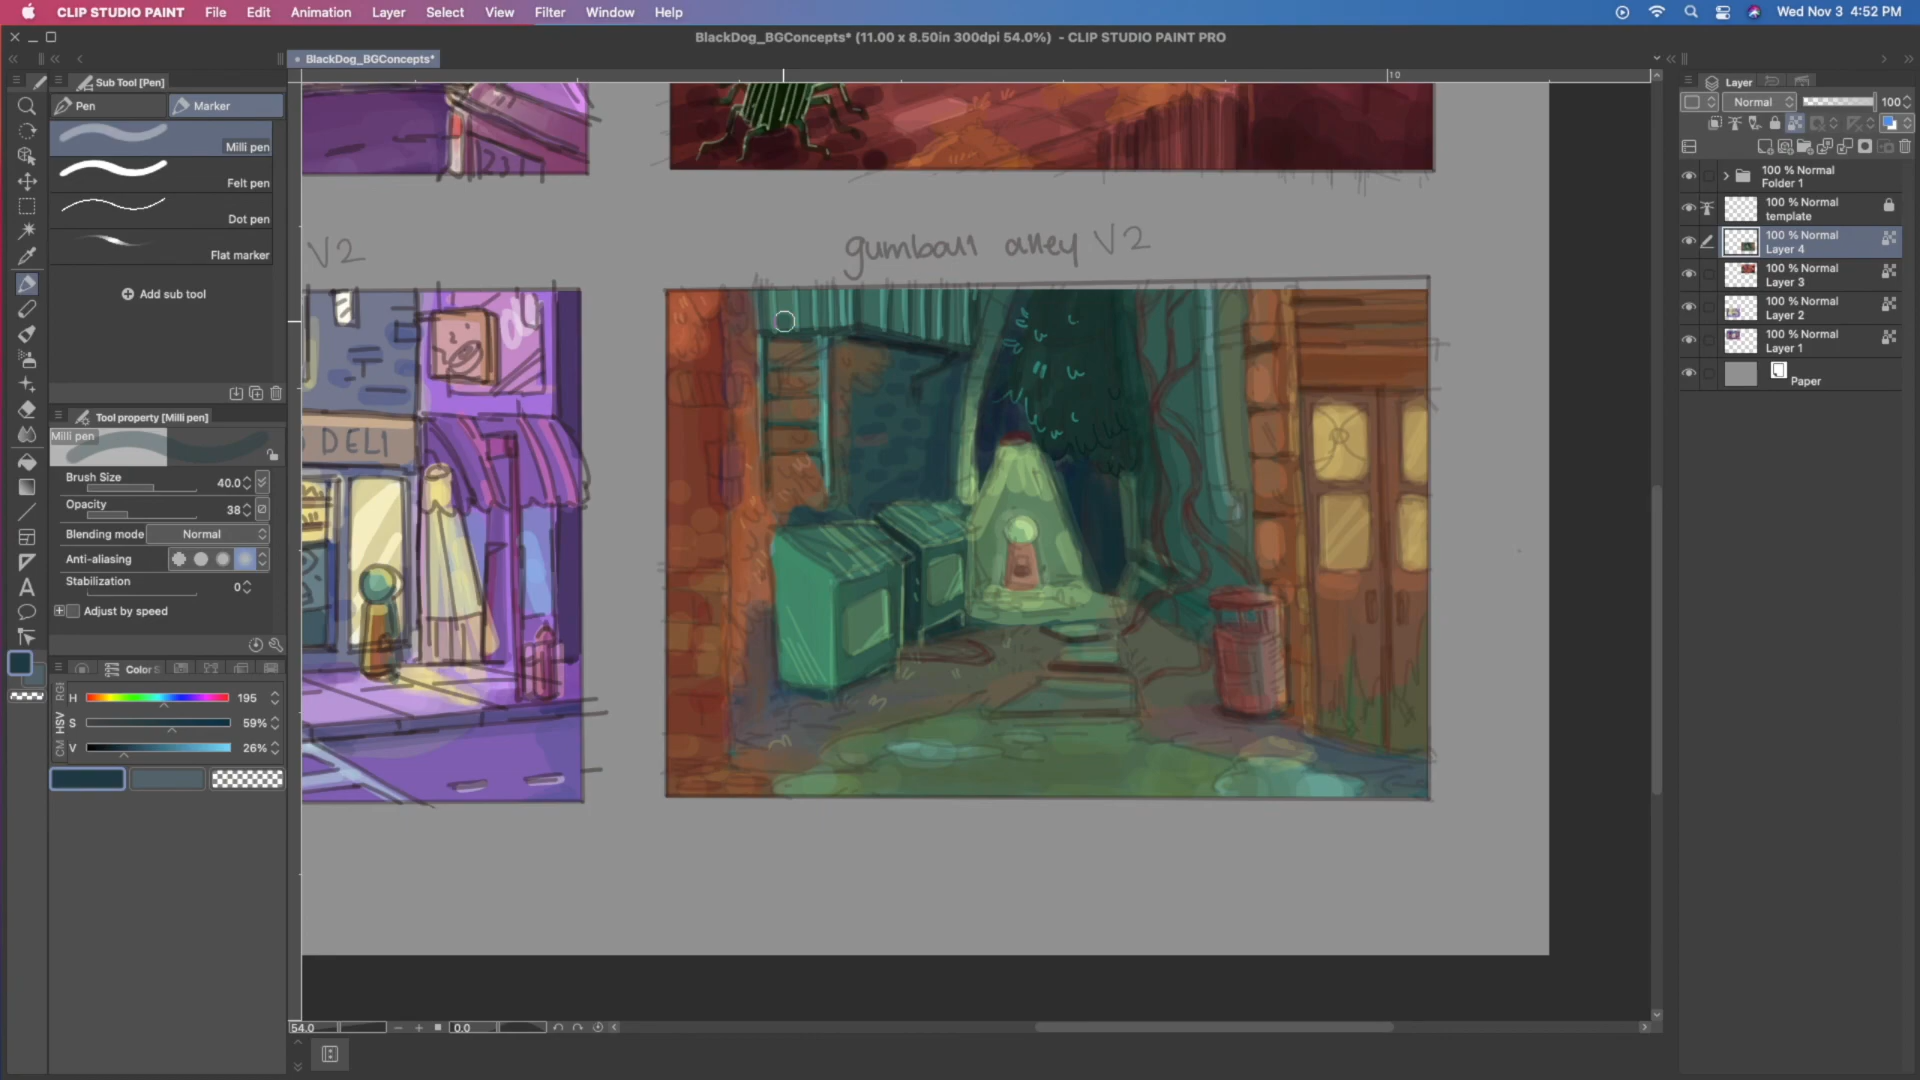 CLIP STUDIO PAINT File Edit Animation Layer Select View Filter Window Help
Wed Nov 3 4:52 PM
BlackDog_BGConcepts* (11.00 x 8.50in 300dpi 54.0%) - CLIP STUDIO PAINT PRO
BlackDog_BGConcepts*
Sub Tool [Pen]
Pen Marker
Milli pen
Felt pen
Dot pen
Flat marker
Add sub tool
Tool property [Milli pen]
Milli pen
Brush Size 40.0
Opacity 38
Blending mode Normal
Anti-aliasing
Stabilization 0
Adjust by speed
Color S
RGB
HSV
CM
H 195
S 59%
V 26%
10
V2
gumball alley V2
DELI
54.0 0.0
Layer
Normal 100
100 % Normal
Folder 1
100 % Normal
template
100 % Normal
Layer 4
100 % Normal
Layer 3
100 % Normal
Layer 2
100 % Normal
Layer 1
Paper